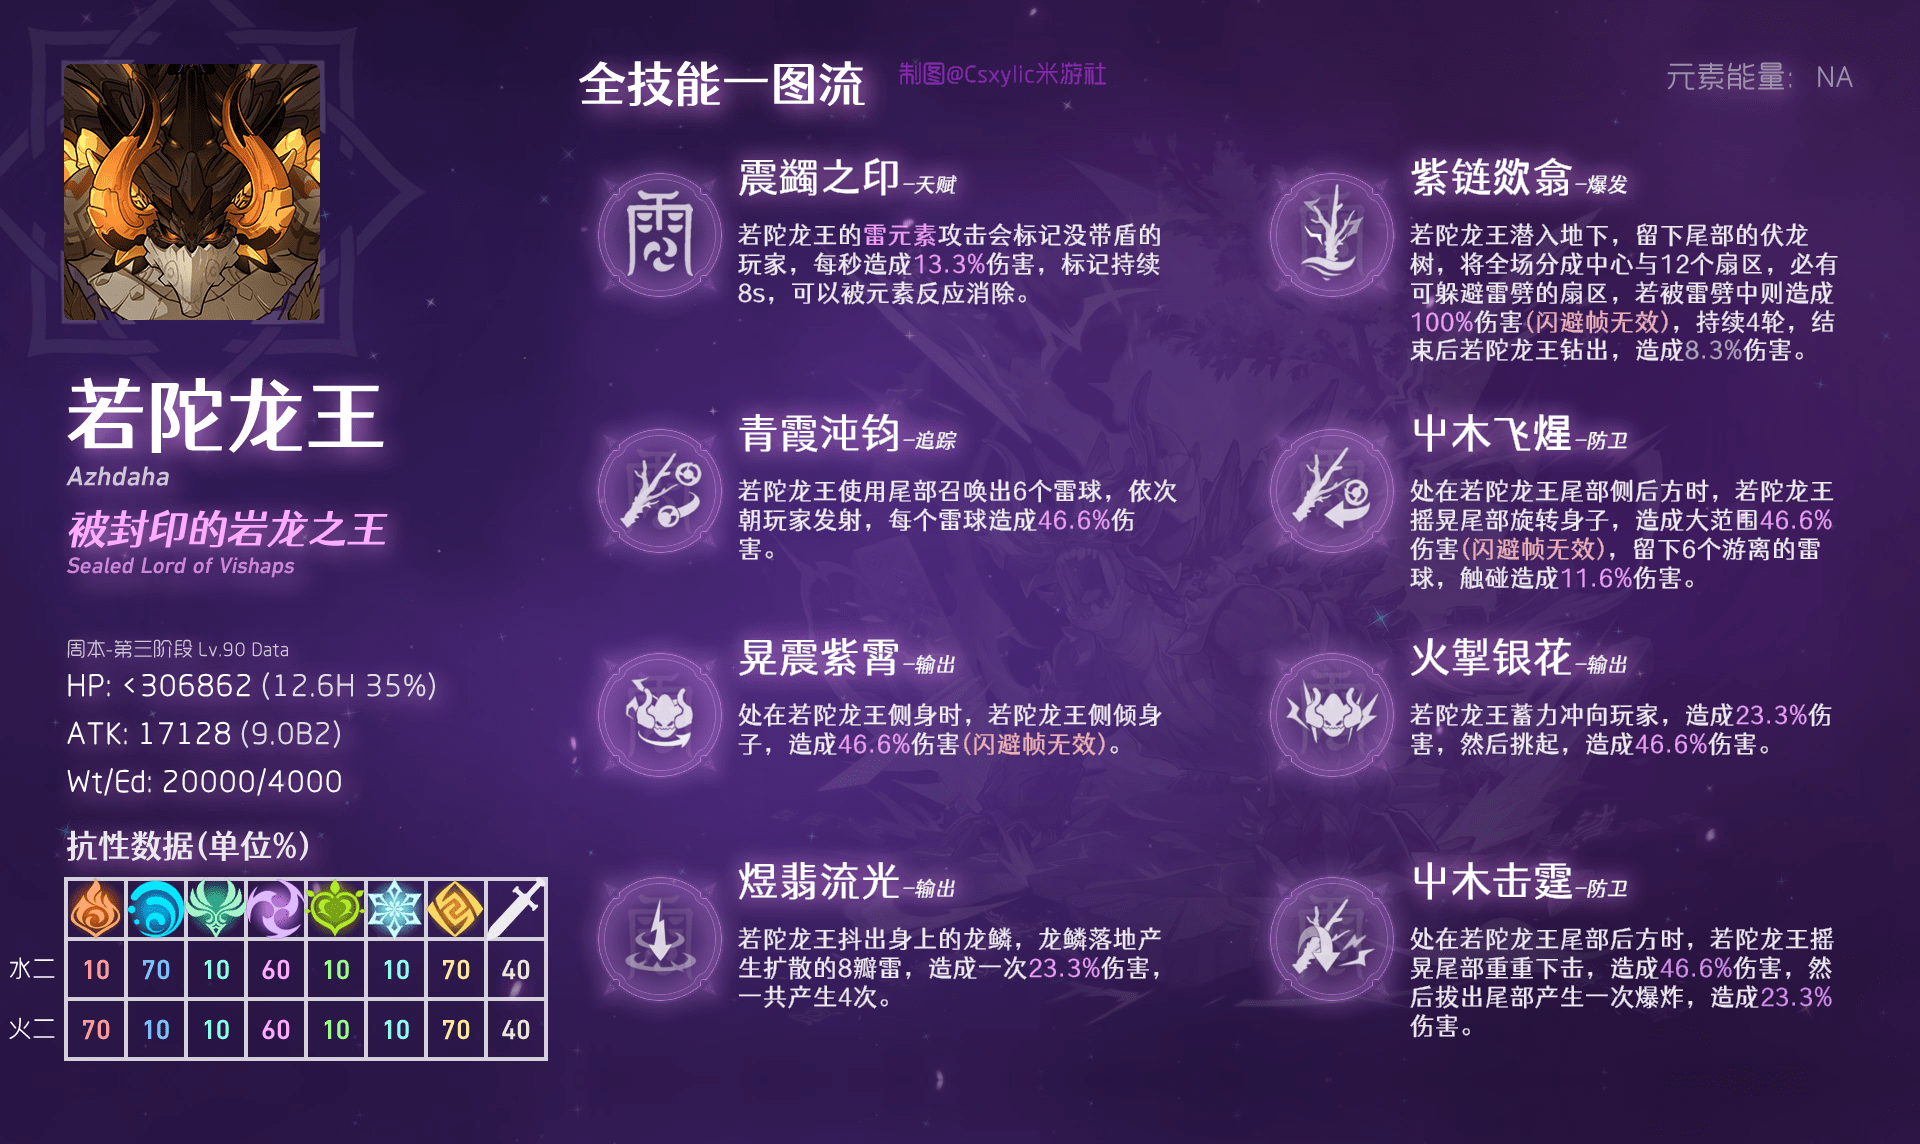 全技能一图流
制图@Csxylic米游社
元素能量: NA
若陀龙王
Azhdaha
被封印的岩龙之王
Sealed Lord of Vishaps
周本-第三阶段 Lv.90 Data
HP: <306862 (12.6H 35%)
ATK: 17128 (9.0B2)
Wt/Ed: 20000/4000
抗性数据(单位%)
水二 10 70 10 60 10 10 70 40
火二 70 10 10 60 10 10 70 40
震蠲之印-天赋
若陀龙王的雷元素攻击会标记没带盾的
玩家，每秒造成13.3%伤害，标记持续
8s，可以被元素反应消除。
紫链欻翕-爆发
若陀龙王潜入地下，留下尾部的伏龙
树，将全场分成中心与12个扇区，必有
可躲避雷劈的扇区，若被雷劈中则造成
100%伤害(闪避帧无效)，持续4轮，结
束后若陀龙王钻出，造成8.3%伤害。
青霞沌钧-追踪
若陀龙王使用尾部召唤出6个雷球，依次
朝玩家发射，每个雷球造成46.6%伤
害。
屮木飞煋-防卫
处在若陀龙王尾部侧后方时，若陀龙王
摇晃尾部旋转身子，造成大范围46.6%
伤害(闪避帧无效)，留下6个游离的雷
球，触碰造成11.6%伤害。
晃震紫霄-输出
处在若陀龙王侧身时，若陀龙王侧倾身
子，造成46.6%伤害(闪避帧无效)。
火掣银花-输出
若陀龙王蓄力冲向玩家，造成23.3%伤
害，然后挑起，造成46.6%伤害。
煜翡流光-输出
若陀龙王抖出身上的龙鳞，龙鳞落地产
生扩散的8瓣雷，造成一次23.3%伤害，
一共产生4次。
屮木击霆-防卫
处在若陀龙王尾部后方时，若陀龙王摇
晃尾部重重下击，造成46.6%伤害，然
后拔出尾部产生一次爆炸，造成23.3%
伤害。